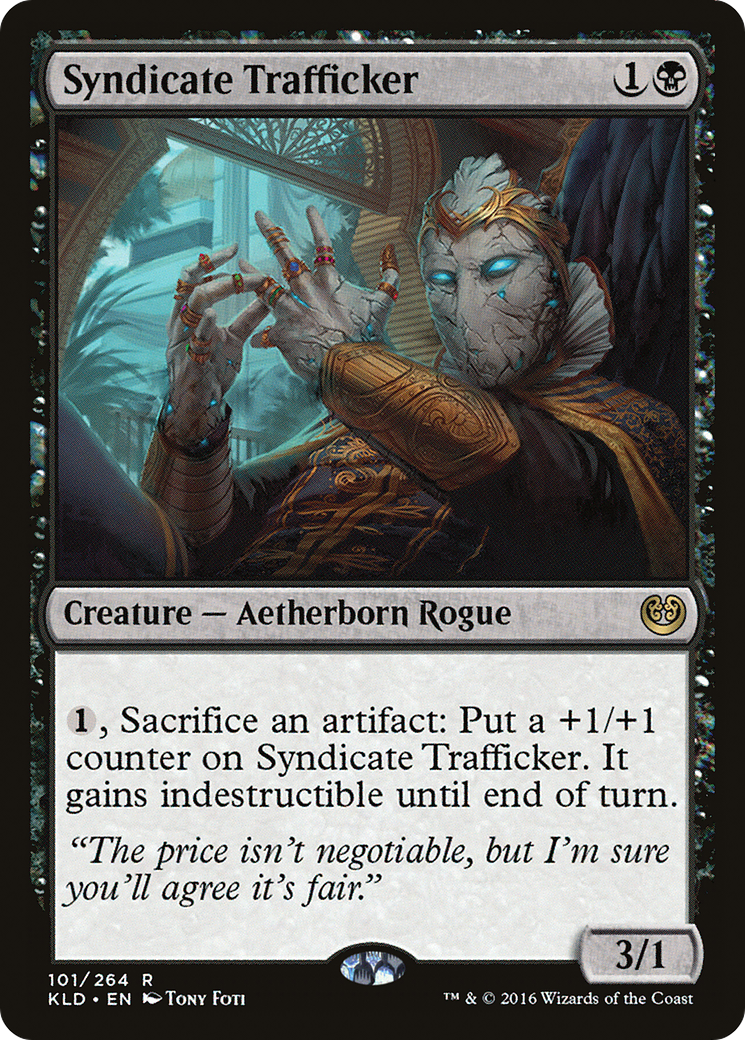 Syndicate Trafficker 1
Creature — Aetherborn Rogue
1, Sacrifice an artifact: Put a +1/+1
counter on Syndicate Trafficker. It
gains indestructible until end of turn.
“The price isn’t negotiable, but I’m sure
you’ll agree it’s fair.”
3/1
101/264 R
KLD • EN Tony Foti
™ & © 2016 Wizards of the Coast